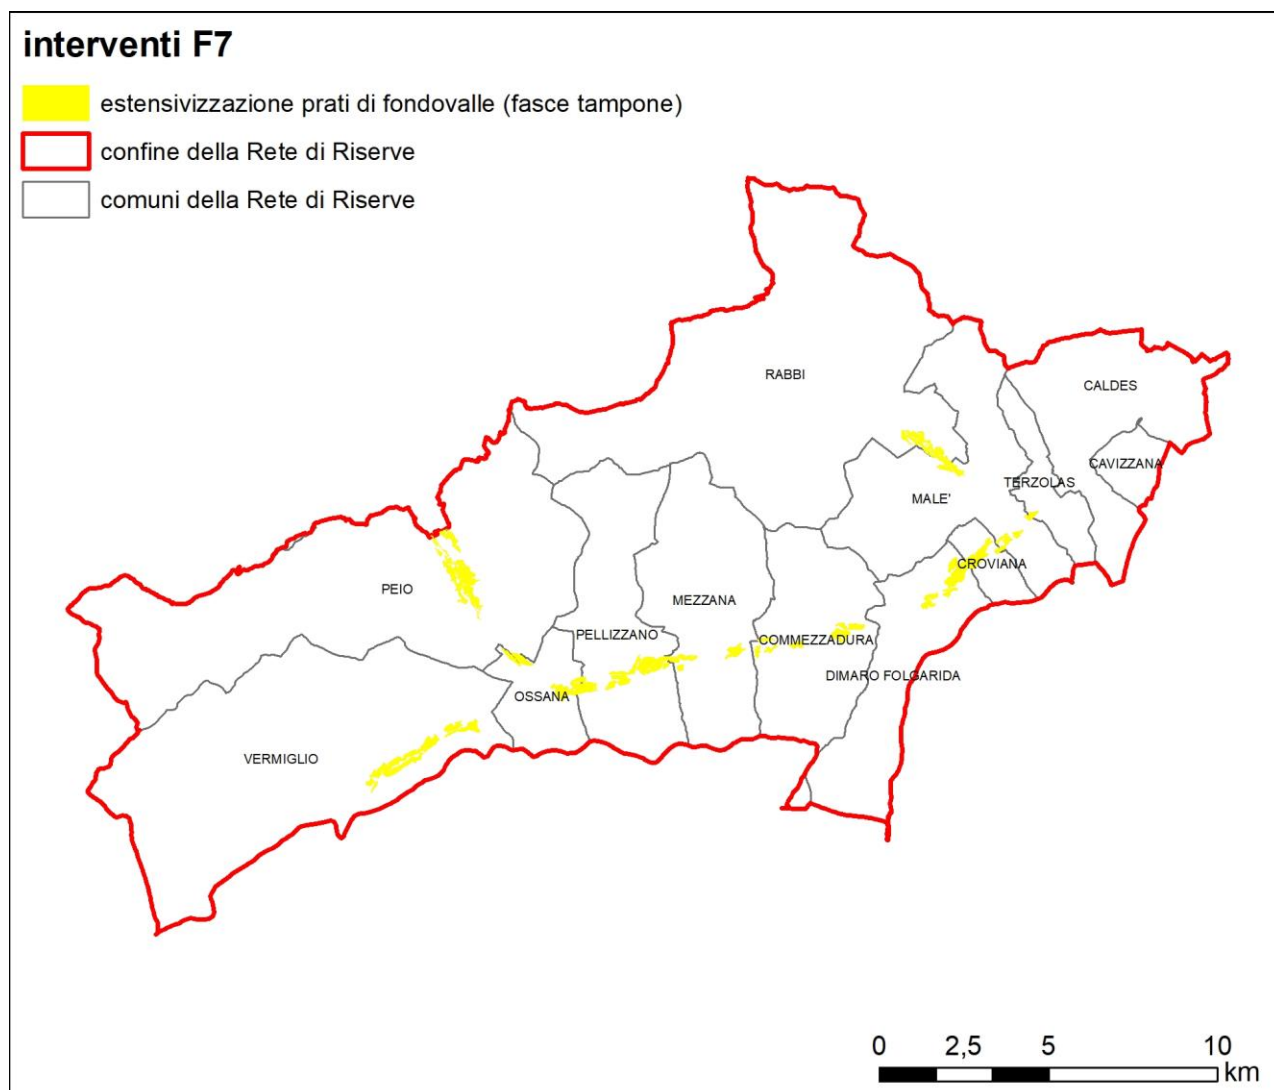 interventi F7
estensivizzazione prati di fondovalle (fasce tampone)
confine della Rete di Riserve
comuni della Rete di Riserve
RABBI
CALDES
CAVIZZANA
TERZOLAS
MALE'
CROVIANA
PEIO
MEZZANA
PELLIZZANO
COMMEZZADURA
DIMARO FOLGARIDA
OSSANA
VERMIGLIO
0 2,5 5 10
km